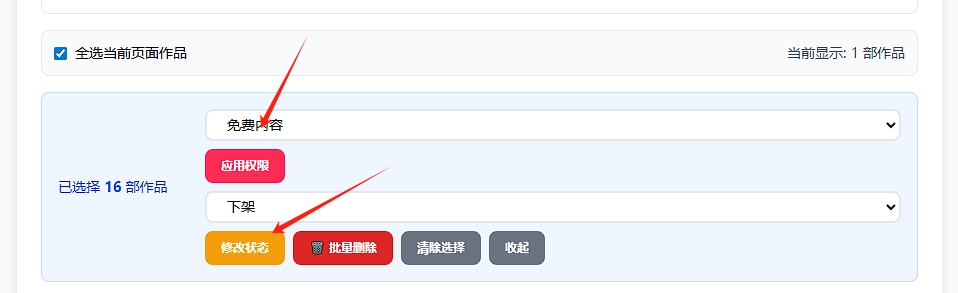 全选当前页面作品 当前显示: 1 部作品
免费内容
应用权限
已选择 16 部作品
下架
修改状态 批量删除 清除选择 收起